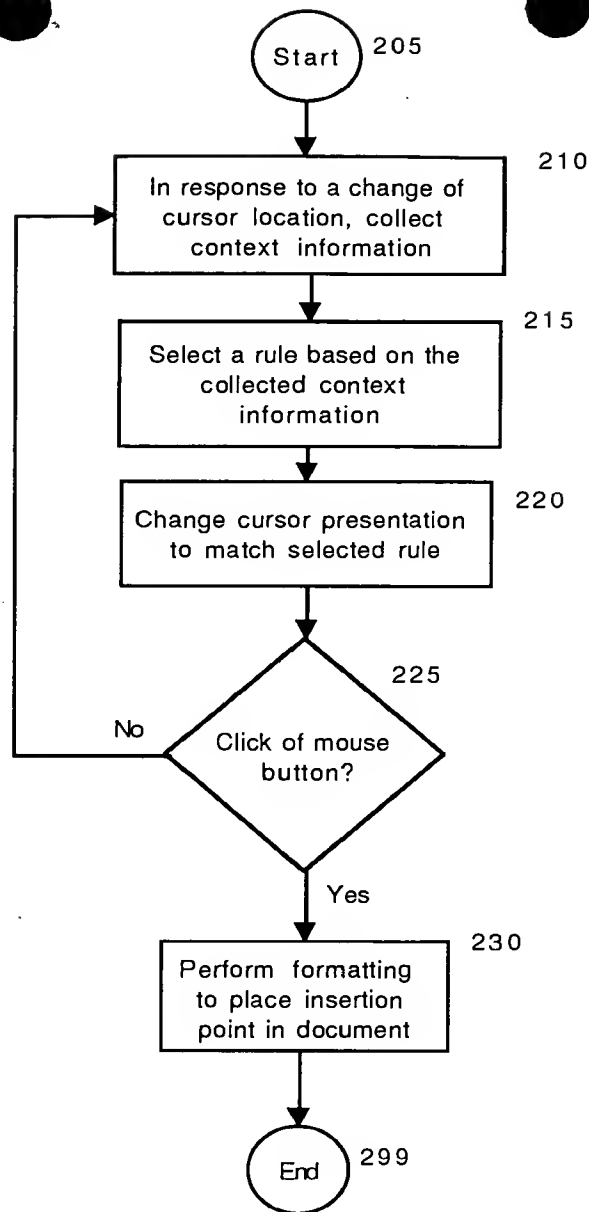 Start 205
210
In response to a change of
cursor location, collect
context information
215
Select a rule based on the
collected context
information
220
Change cursor presentation
to match selected rule
225
No
Click of mouse
button?
Yes
230
Perform formatting
to place insertion
point in document
End 299